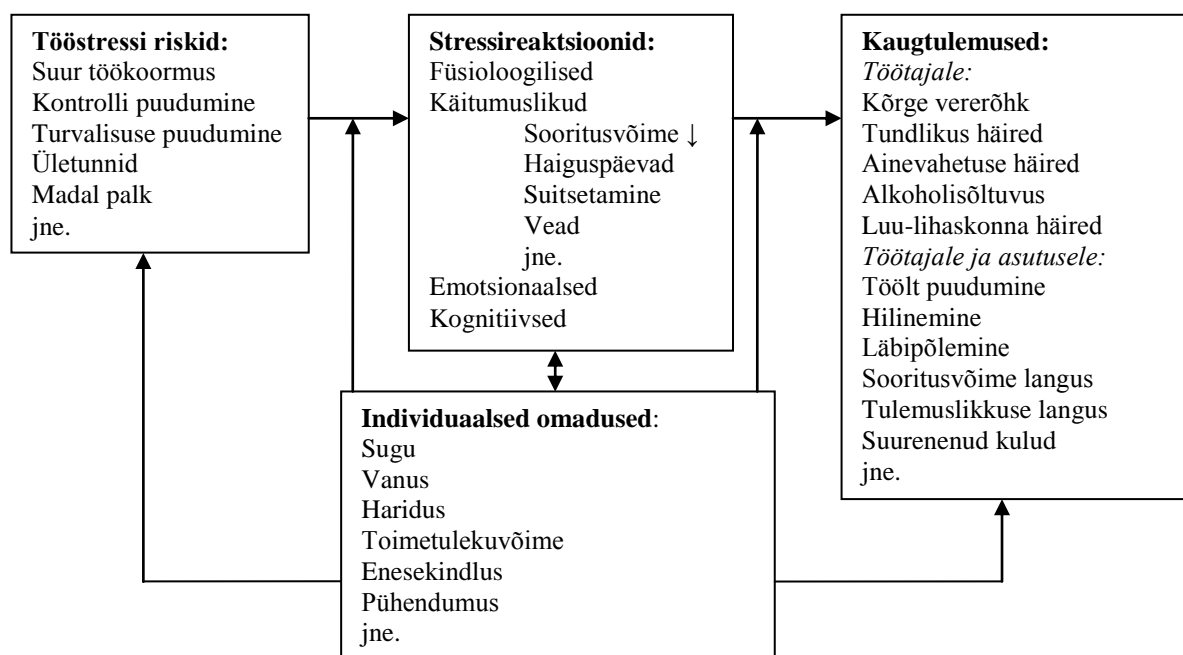 Tööstressi riskid:
Suur töökoormus
Kontrolli puudumine
Turvalisuse puudumine
Ületunnid
Madal palk
jne.
Stressireaktsioonid:
Füsioloogilised
Käitumuslikud
Sooritusvõime ↓
Haiguspäevad
Suitsetamine
Vead
jne.
Emotsionaalsed
Kognitiivsed
Kaugtulemused:
Töötajale:
Kõrge vererõhk
Tundlikus häired
Ainevahetuse häired
Alkoholisõltuvus
Luu-lihaskonna häired
Töötajale ja asutusele:
Töölt puudumine
Hilinemine
Läbipõlemine
Sooritusvõime langus
Tulemuslikkuse langus
Suurenenud kulud
jne.
Individuaalsed omadused:
Sugu
Vanus
Haridus
Toimetulekuvõime
Enesekindlus
Pühendumus
jne.